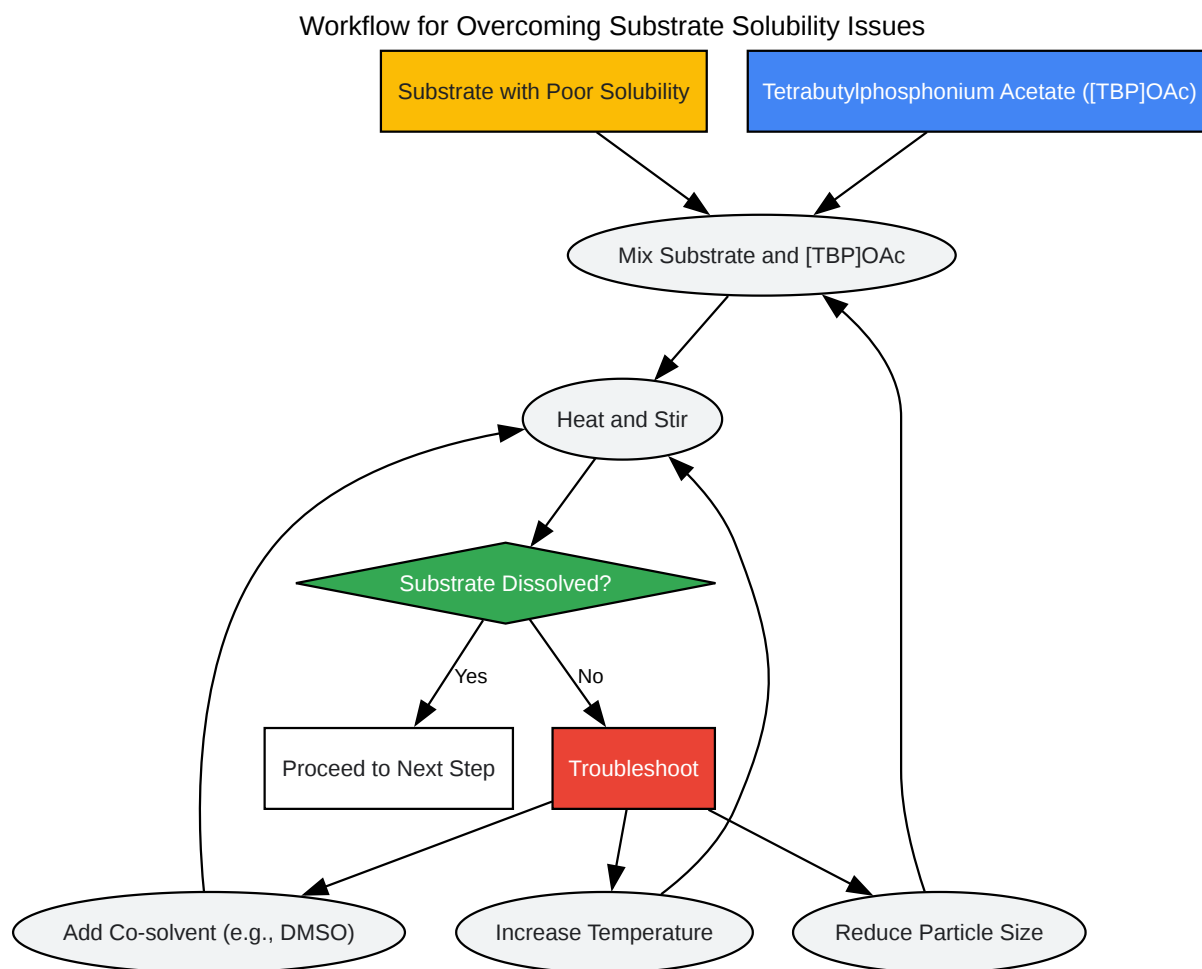 Workflow for Overcoming Substrate Solubility Issues
Substrate with Poor Solubility
Tetrabutylphosphonium Acetate ([TBP]OAc)
Mix Substrate and [TBP]OAc
Heat and Stir
Substrate Dissolved?
Yes
No
Proceed to Next Step
Troubleshoot
Add Co-solvent (e.g., DMSO)
Increase Temperature
Reduce Particle Size